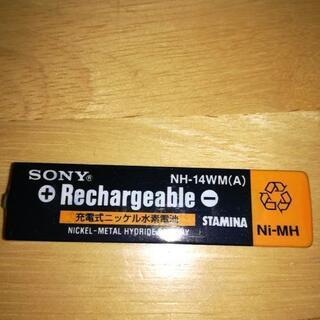 SONY®
NH-14WM(A)
+ Rechargeable -
充電式ニッケル水素電池
STAMINA
NICKEL-METAL HYDRIDE
Ni-MH